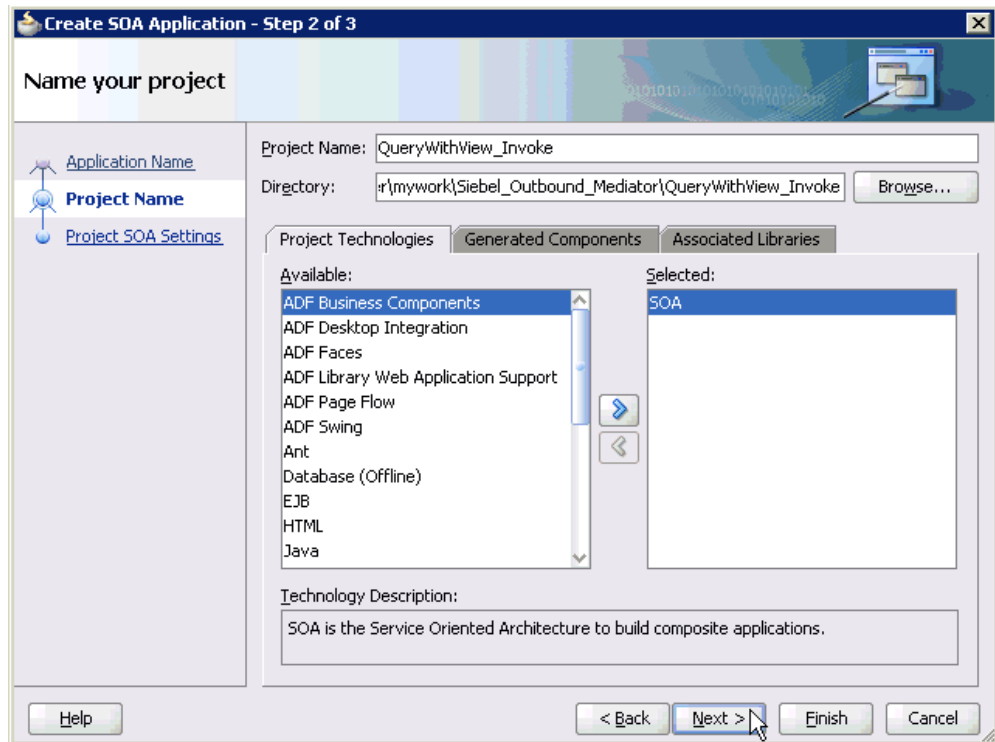 Create SOA Application - Step 2 of 3
Name your project
Application Name
Project Name
Project SOA Settings
Project Name: QueryWithView_Invoke
Directory: r\mywork\Siebel_Outbound_Mediator\QueryWithView_Invoke Browse...
Project Technologies Generated Components Associated Libraries
Available: Selected:
ADF Business Components SOA
ADF Desktop Integration
ADF Faces
ADF Library Web Application Support
ADF Page Flow
ADF Swing
Ant
Database (Offline)
EJB
HTML
Java
Technology Description:
SOA is the Service Oriented Architecture to build composite applications.
Help < Back Next > Finish Cancel